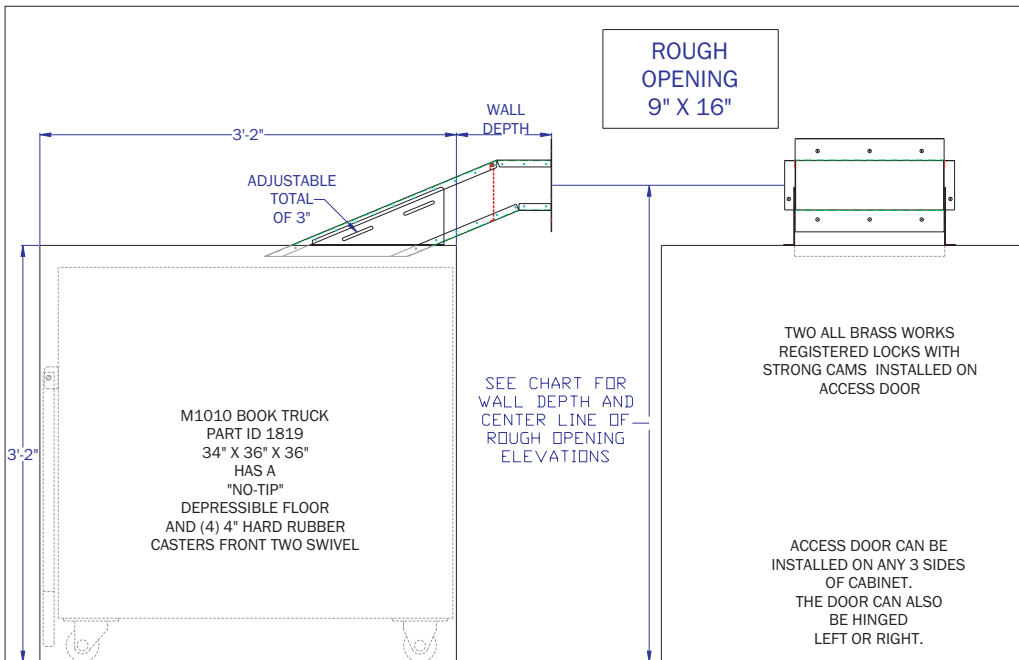 ROUGH
OPENING
9" X 16"
WALL
DEPTH
3'-2"
ADJUSTABLE
TOTAL
OF 3"
3'-2"
M1010 BOOK TRUCK
PART ID 1819
34" X 36" X 36"
HAS A
"NO-TIP"
DEPRESSIBLE FLOOR
AND (4) 4" HARD RUBBER
CASTERS FRONT TWO SWIVEL
SEE CHART FOR
WALL DEPTH AND
CENTER LINE OF
ROUGH OPENING
ELEVATIONS
TWO ALL BRASS WORKS
REGISTERED LOCKS WITH
STRONG CAMS INSTALLED ON
ACCESS DOOR
ACCESS DOOR CAN BE
INSTALLED ON ANY 3 SIDES
OF CABINET.
THE DOOR CAN ALSO
BE HINGED
LEFT OR RIGHT.